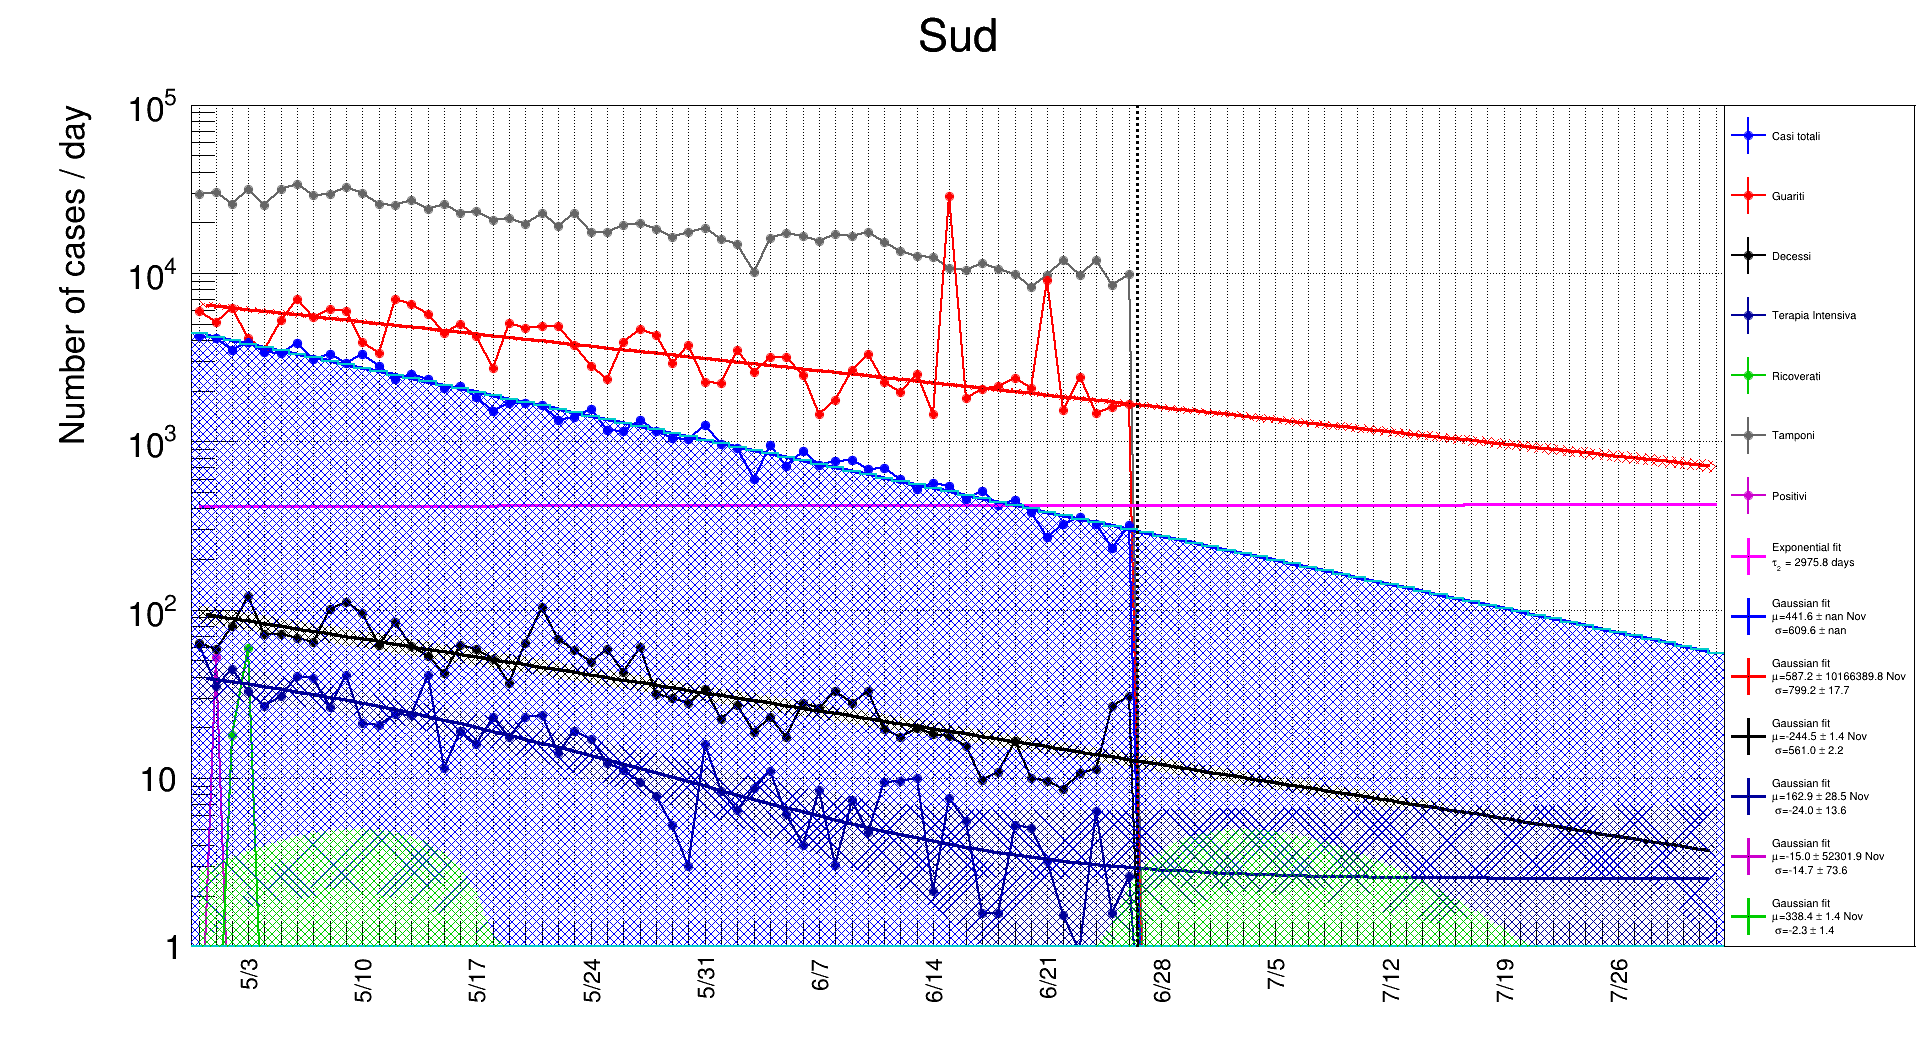 Sud
Number of cases / day
10^5
10^4
10^3
10^2
10
1
5/3
5/10
5/17
5/24
5/31
6/7
6/14
6/21
6/28
7/5
7/12
7/19
7/26
Casi totali
Guariti
Decessi
Terapia Intensiva
Ricoverati
Tamponi
Positivi
Exponential fit
τ₂ = 2975.8 days
Gaussian fit
μ=441.6 ± nan Nov
σ=609.6 ± nan
Gaussian fit
μ=587.2 ± 10166389.8 Nov
σ=799.2 ± 17.7
Gaussian fit
μ=-244.5 ± 1.4 Nov
σ=561.0 ± 2.2
Gaussian fit
μ=162.9 ± 28.5 Nov
σ=-24.0 ± 13.6
Gaussian fit
μ=-15.0 ± 52301.9 Nov
σ=-14.7 ± 73.6
Gaussian fit
μ=338.4 ± 1.4 Nov
σ=-2.3 ± 1.4